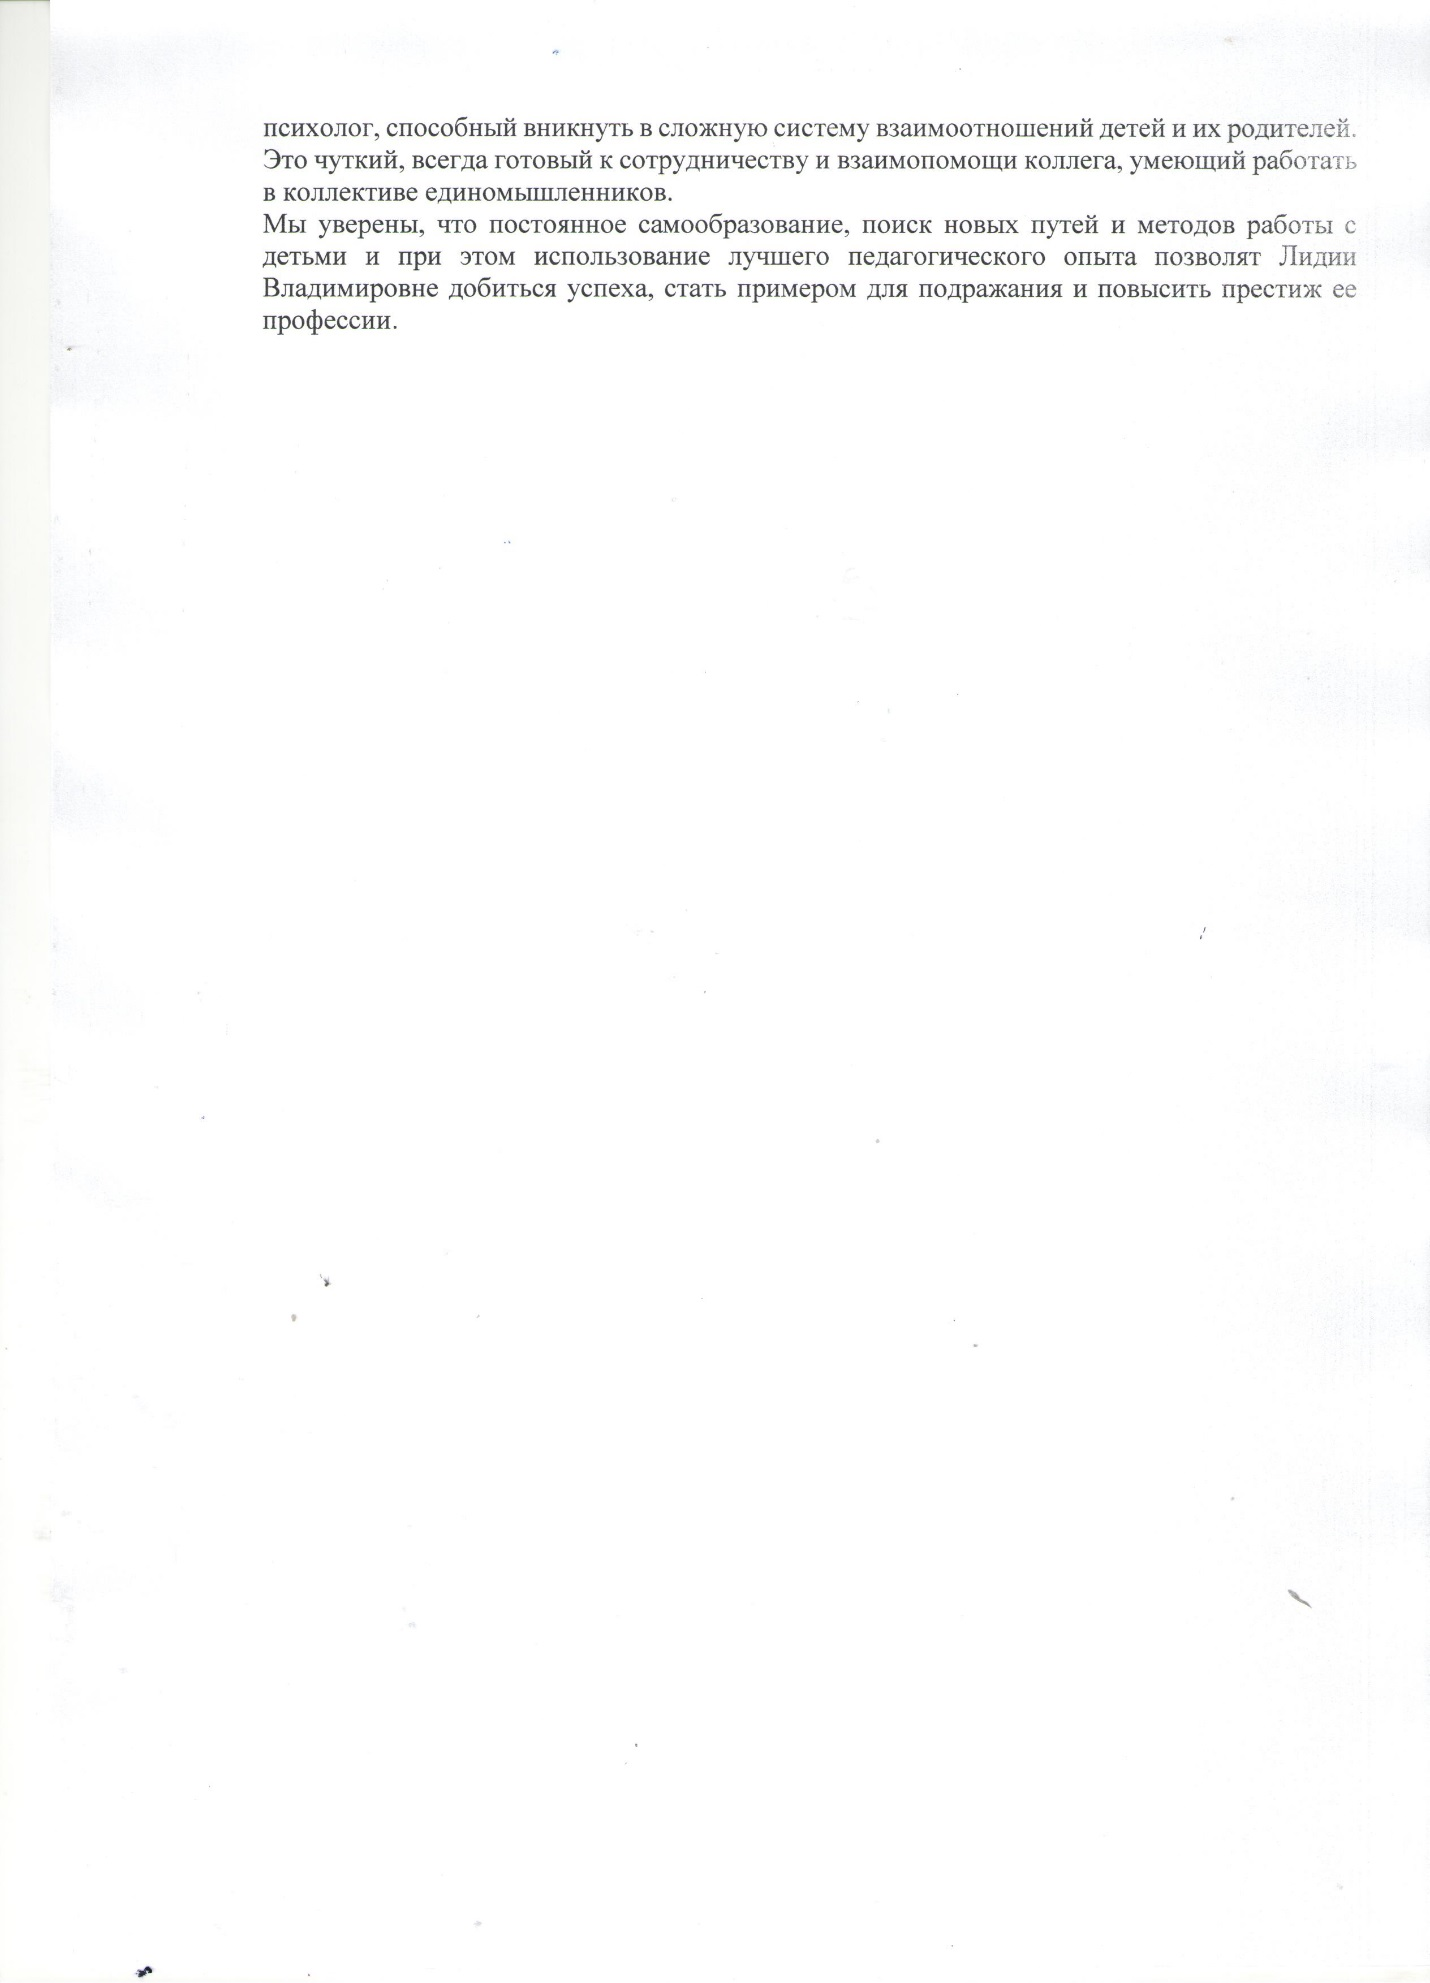 психолог, способный вникнуть в сложную систему взаимоотношений детей и их родителей.
Это чуткий, всегда готовый к сотрудничеству и взаимопомощи коллега, умеющий работать
в коллективе единомышленников.
Мы уверены, что постоянное самообразование, поиск новых путей и методов работы с
детьми и при этом использование лучшего педагогического опыта позволят Лидии
Владимировне добиться успеха, стать примером для подражания и повысить престиж ее
профессии.